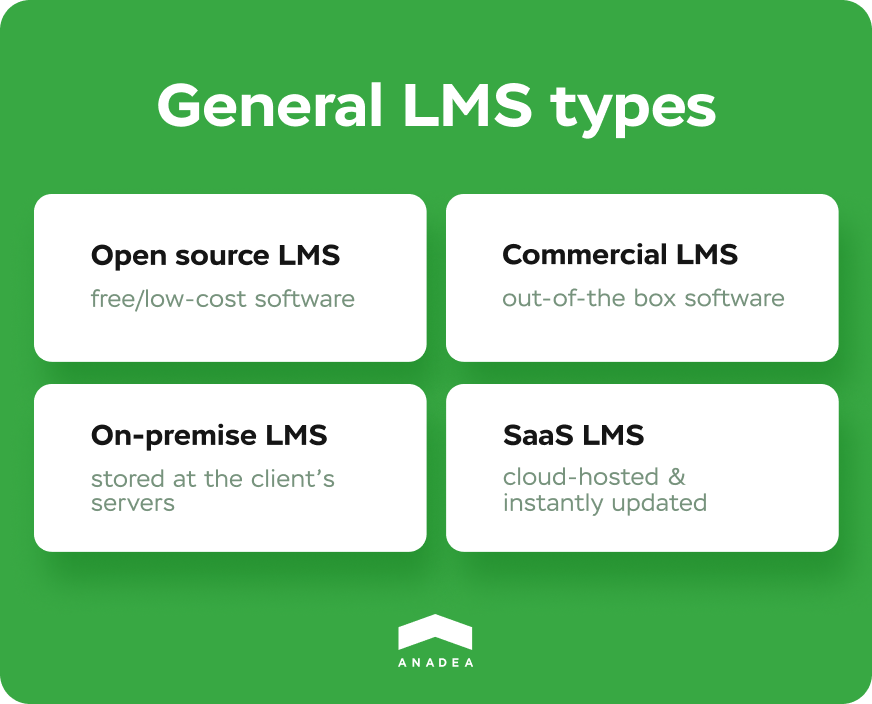 General LMS types
Open source LMS
free/low-cost software
Commercial LMS
out-of-the box software
On-premise LMS
stored at the client’s
servers
SaaS LMS
cloud-hosted &
instantly updated
ANADEA